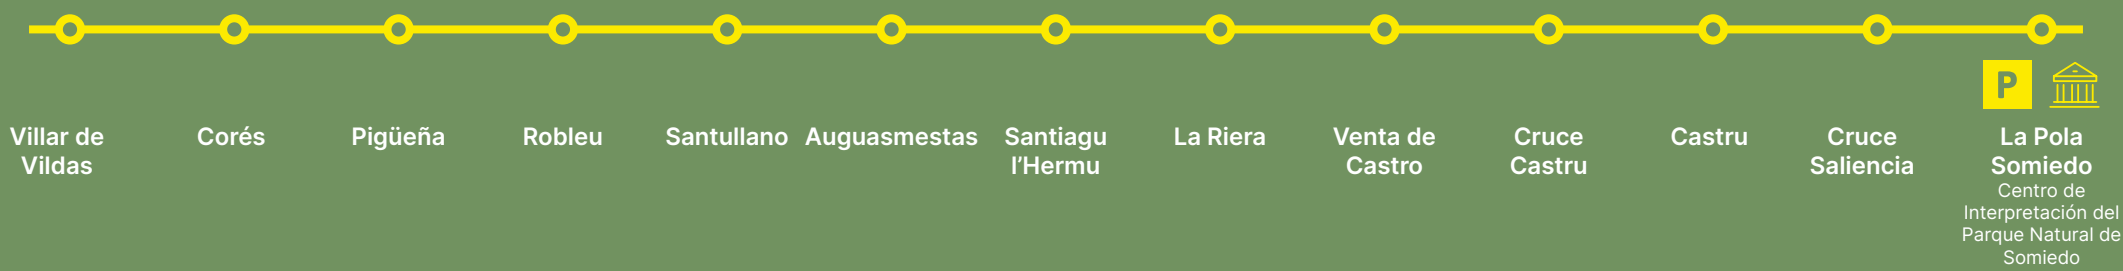 P
Villar de
Vildas
Corés
Pigüeña
Robleu
Santullano
Auguasmestas
Santiagu
l’Hermu
La Riera
Venta de
Castro
Cruce
Castru
Castru
Cruce
Saliencia
La Pola
Somiedo
Centro de
Interpretación del
Parque Natural de
Somiedo